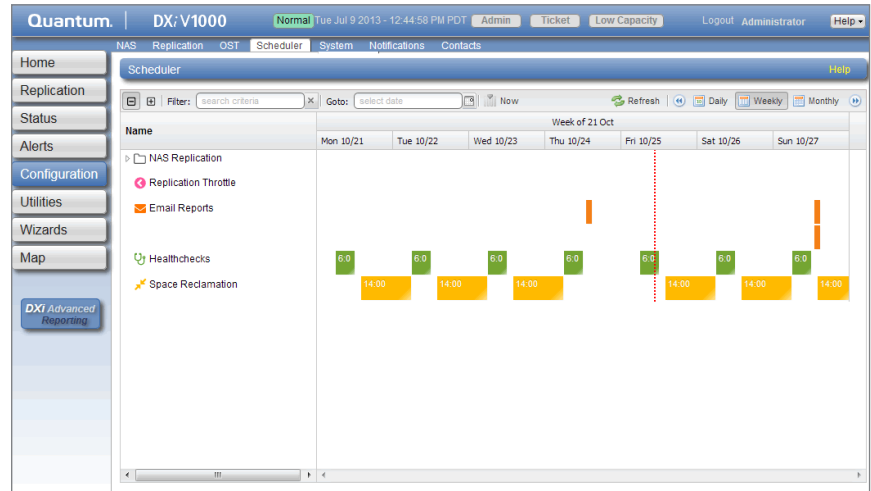 Quantum. DXi V1000 Normal Tue Jul 9 2013 - 12:44:58 PM PDT Admin Ticket Low Capacity Logout Administrator Help
NAS Replication OST Scheduler System Notifications Contacts
Home
Replication
Status
Alerts
Configuration
Utilities
Wizards
Map
DXi Advanced
Reporting
Scheduler Help
Filter: search criteria Goto: select date Now Refresh Daily Weekly Monthly
Name
Week of 21 Oct
Mon 10/21 Tue 10/22 Wed 10/23 Thu 10/24 Fri 10/25 Sat 10/26 Sun 10/27
NAS Replication
Replication Throttle
Email Reports
Healthchecks 6:0 6:0 6:0 6:0 6:0 6:0 6:0
Space Reclamation 14:00 14:00 14:00 14:00 14:00 14:00